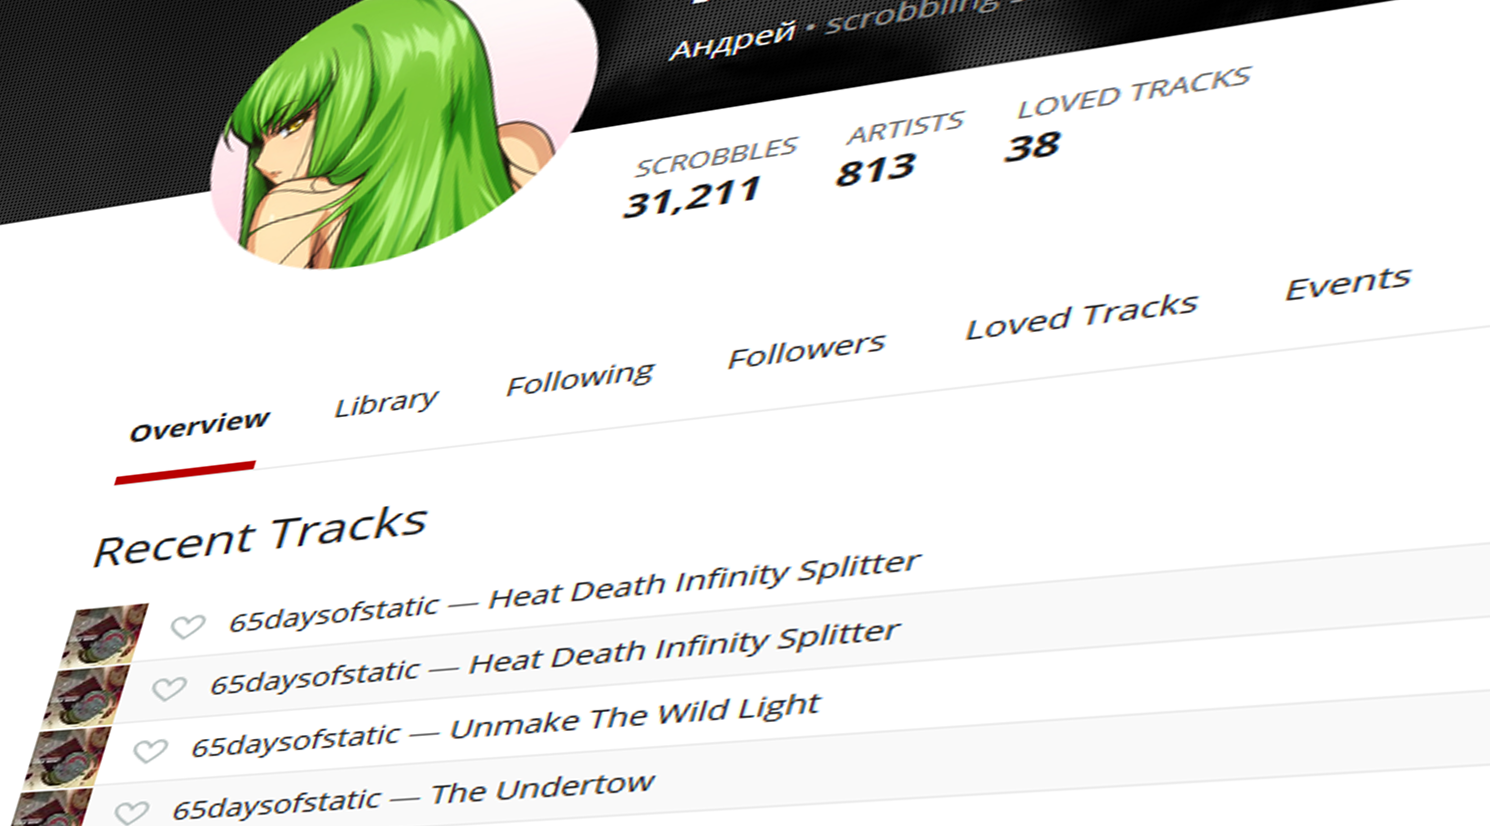 Андрей • scrobbling
SCROBBLES ARTISTS LOVED TRACKS
31,211 813 38
Overview Library Following Followers Loved Tracks Events
Recent Tracks
65daysofstatic — Heat Death Infinity Splitter
65daysofstatic — Heat Death Infinity Splitter
65daysofstatic — Unmake The Wild Light
65daysofstatic — The Undertow